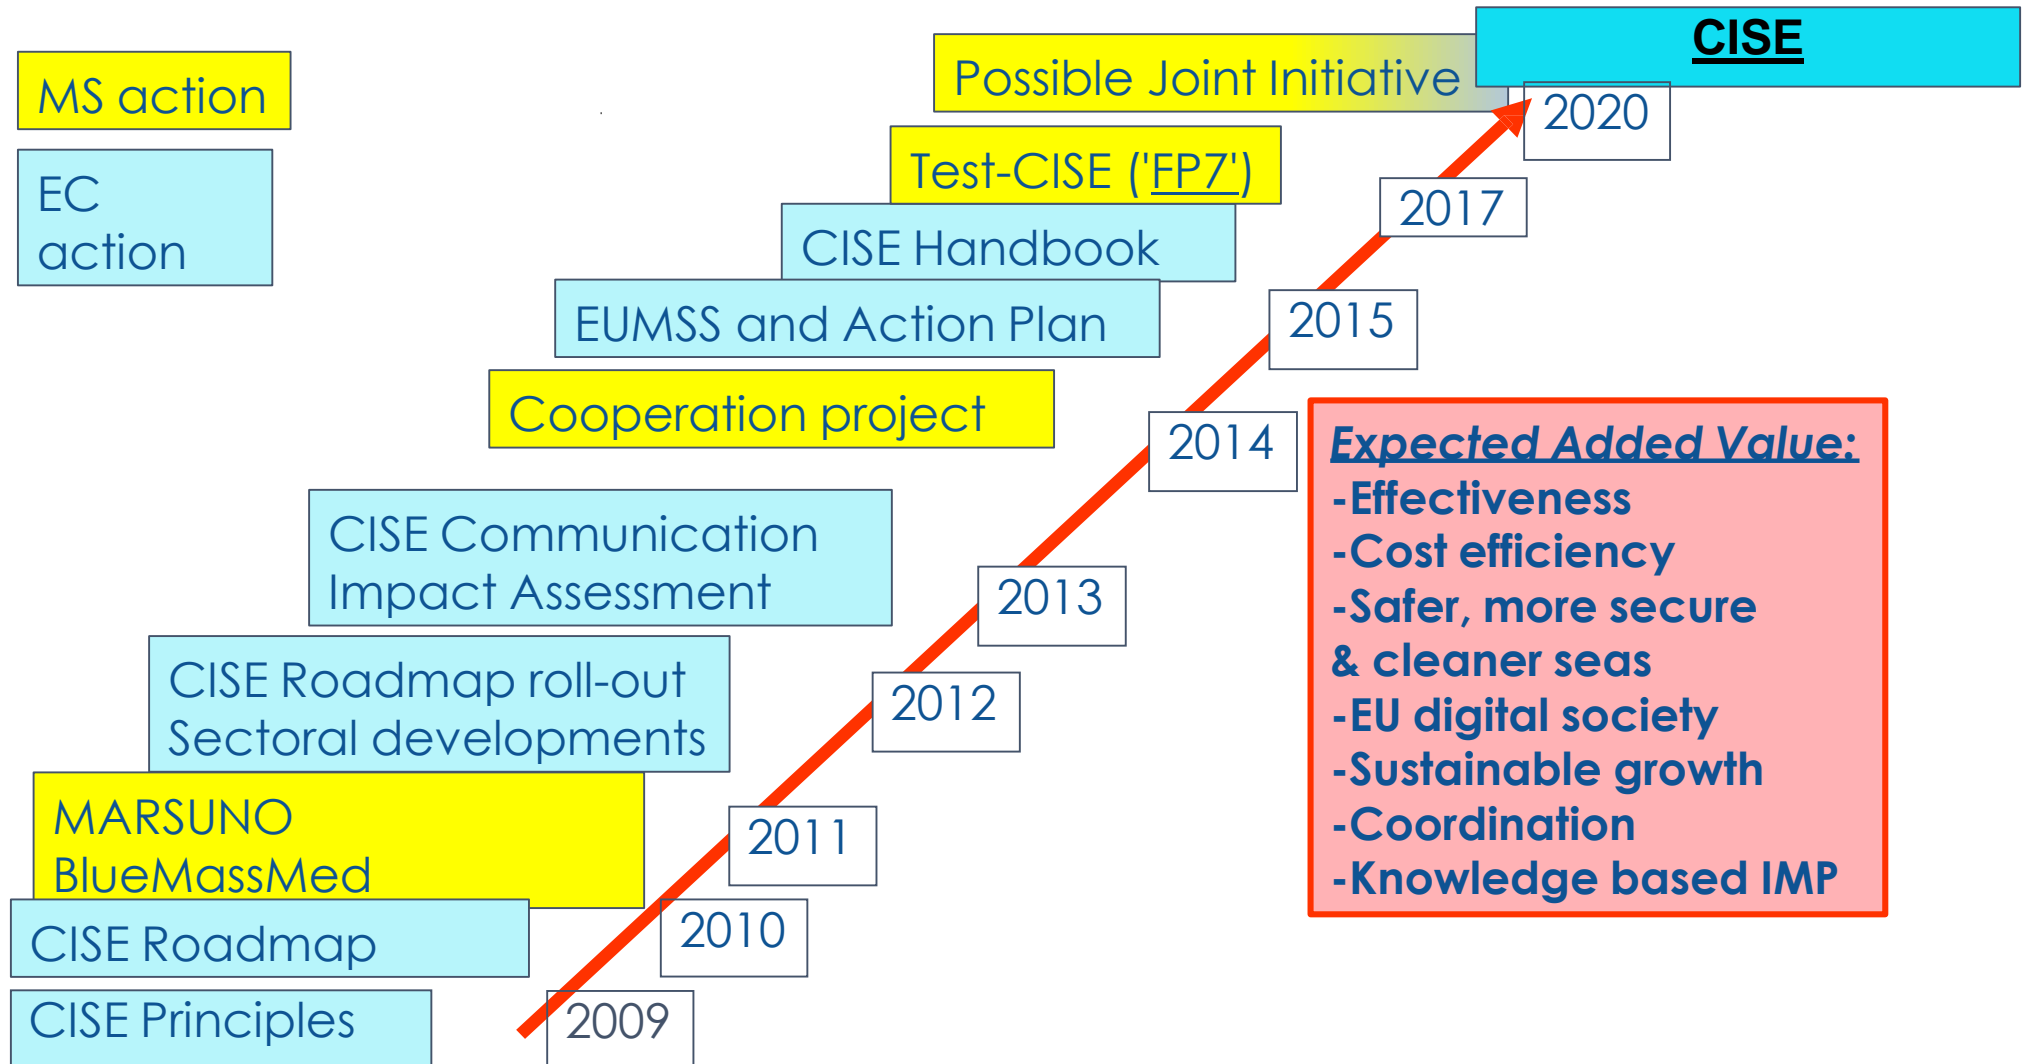 CISE
MS action
Possible Joint Initiative
2020
Test-CISE ('FP7')
EC
action
2017
CISE Handbook
EUMSS and Action Plan
2015
Cooperation project
2014
Expected Added Value:
-Effectiveness
-Cost efficiency
-Safer, more secure
& cleaner seas
-EU digital society
-Sustainable growth
-Coordination
-Knowledge based IMP
CISE Communication
Impact Assessment
2013
CISE Roadmap roll-out
Sectoral developments
2012
MARSUNO
BlueMassMed
2011
CISE Roadmap
2010
CISE Principles
2009